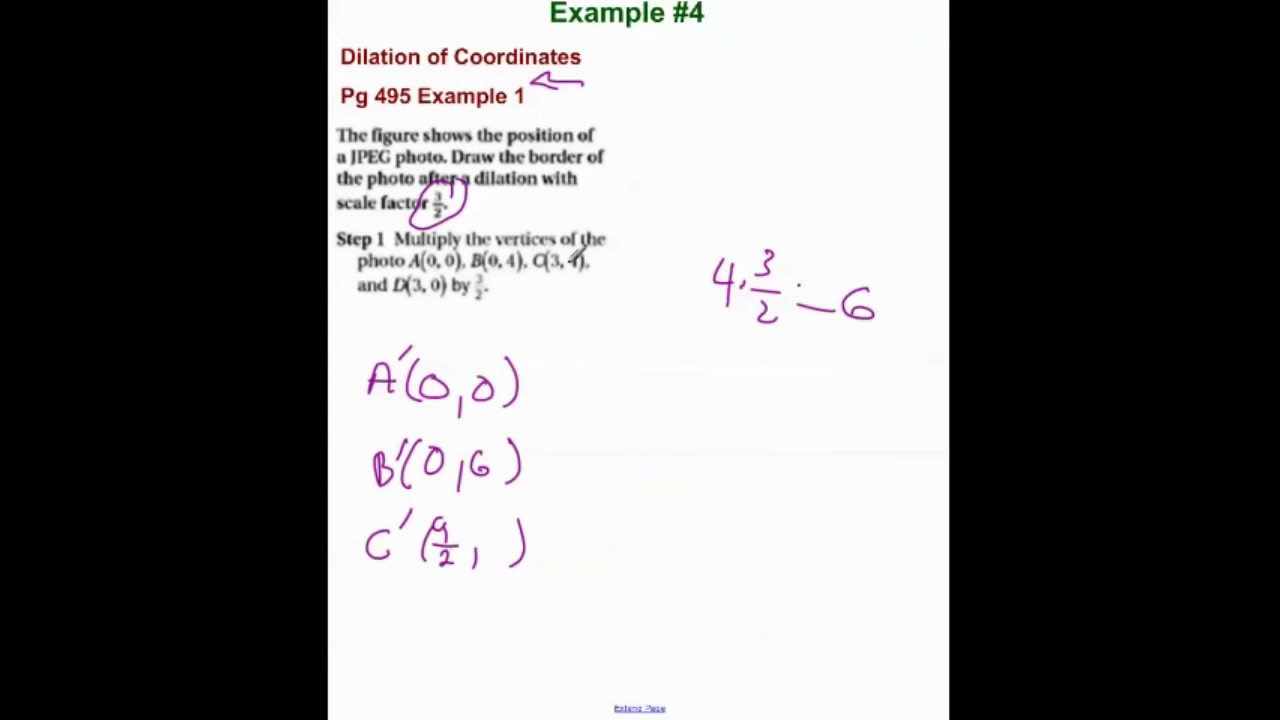 Example #4
Dilation of Coordinates
Pg 495 Example 1
The figure shows the position of
a JPEG photo. Draw the border of
the photo after a dilation with
scale factor 3/2.
Step 1 Multiply the vertices of the
photo A(0, 0), B(0, 4), C(3, 4),
and D(3, 0) by 3/2.
4 · 3/2 = 6
A′(0,0)
B′(0,6)
C′(9/2, )
Extend Page